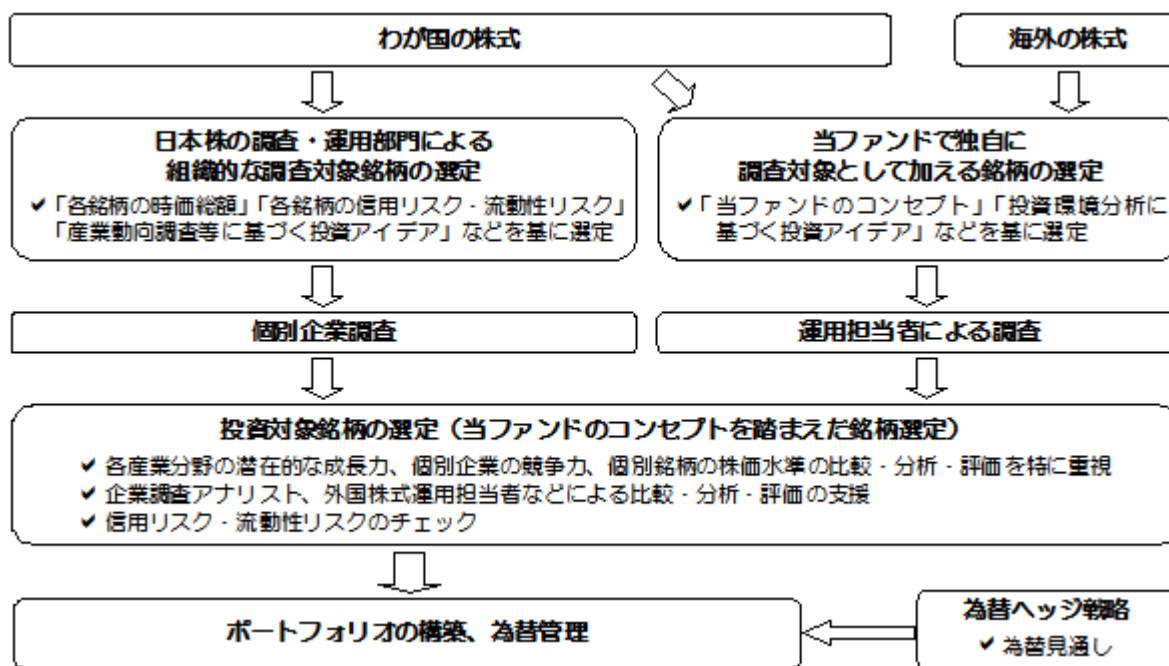 わが国の株式
海外の株式
日本株の調査・運用部門による
組織的な調査対象銘柄の選定
✔「各銘柄の時価総額」「各銘柄の信用リスク・流動性リスク」
「産業動向調査等に基づく投資アイデア」などを基に選定
当ファンドで独自に
調査対象として加える銘柄の選定
✔「当ファンドのコンセプト」「投資環境分析に
基づく投資アイデア」などを基に選定
個別企業調査
運用担当者による調査
投資対象銘柄の選定（当ファンドのコンセプトを踏まえた銘柄選定）
✔ 各産業分野の潜在的な成長力、個別企業の競争力、個別銘柄の株価水準の比較・分析・評価を特に重視
✔ 企業調査アナリスト、外国株式運用担当者などによる比較・分析・評価の支援
✔ 信用リスク・流動性リスクのチェック
ポートフォリオの構築、為替管理
為替ヘッジ戦略
✔ 為替見通し